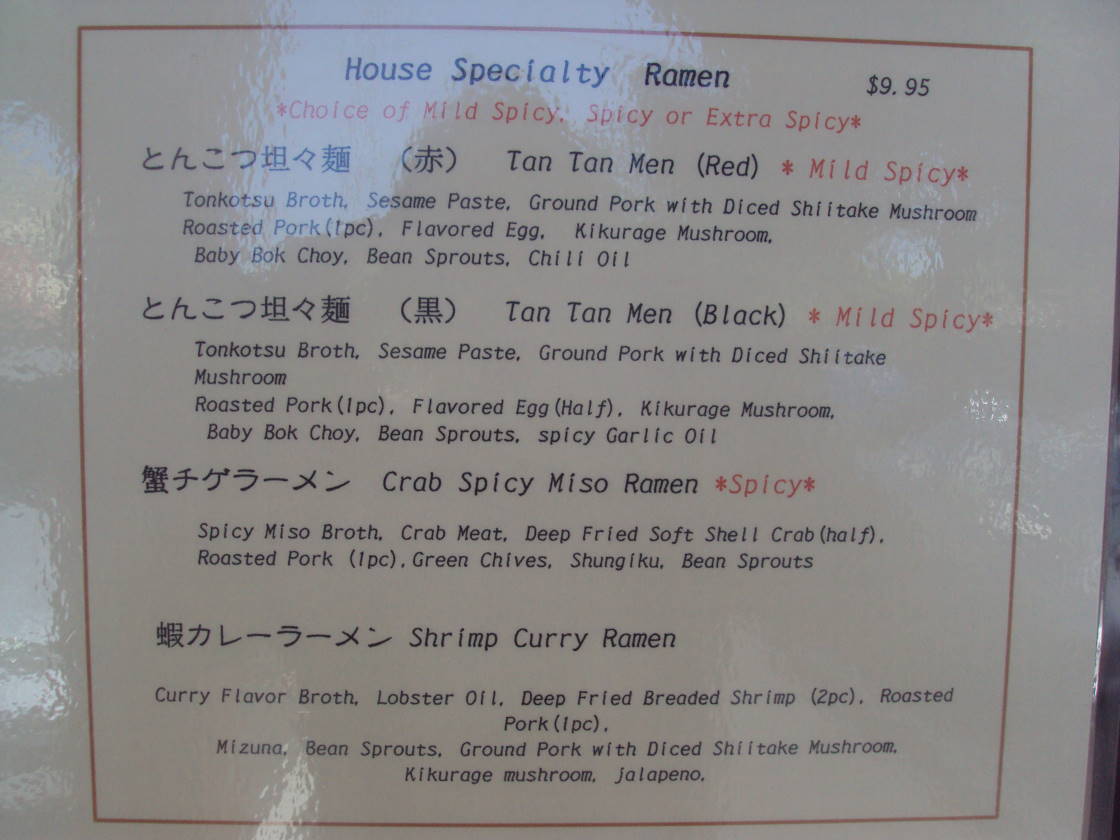 House Specialty Ramen $9.95
*Choice of Mild Spicy, Spicy or Extra Spicy*
とんこつ坦々麺 （赤） Tan Tan Men (Red) * Mild Spicy*
Tonkotsu Broth, Sesame Paste, Ground Pork with Diced Shiitake Mushroom
Roasted Pork(1pc), Flavored Egg, Kikurage Mushroom,
Baby Bok Choy, Bean Sprouts, Chili Oil
とんこつ坦々麺 （黒） Tan Tan Men (Black) * Mild Spicy*
Tonkotsu Broth, Sesame Paste, Ground Pork with Diced Shiitake
Mushroom
Roasted Pork(1pc), Flavored Egg(Half), Kikurage Mushroom,
Baby Bok Choy, Bean Sprouts, spicy Garlic Oil
蟹チゲラーメン Crab Spicy Miso Ramen *Spicy*
Spicy Miso Broth, Crab Meat, Deep Fried Soft Shell Crab(half),
Roasted Pork (1pc),Green Chives, Shungiku, Bean Sprouts
蝦カレーラーメン Shrimp Curry Ramen
Curry Flavor Broth, Lobster Oil, Deep Fried Breaded Shrimp (2pc), Roasted
Pork(1pc),
Mizuna, Bean Sprouts, Ground Pork with Diced Shiitake Mushroom,
Kikurage mushroom, jalapeno,